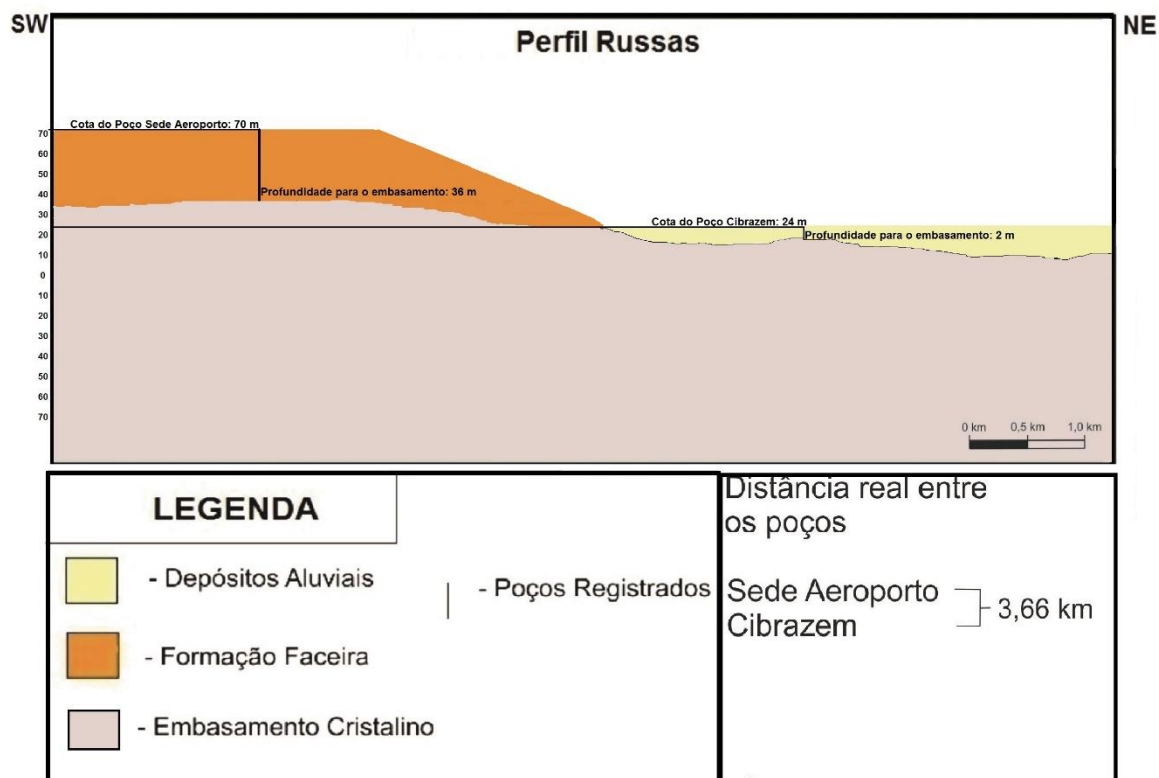 SW
NE
Perfil Russas
Cota do Poço Sede Aeroporto: 70 m
70
60
50
40
30
20
10
0
10
20
30
40
50
60
70
Profundidade para o embasamento: 36 m
Cota do Poço Cibrazem: 24 m
Profundidade para o embasamento: 2 m
0 km 0,5 km 1,0 km
LEGENDA
- Depósitos Aluviais
- Poços Registrados
- Formação Faceira
- Embasamento Cristalino
Distância real entre
os poços
Sede Aeroporto
Cibrazem
- 3,66 km